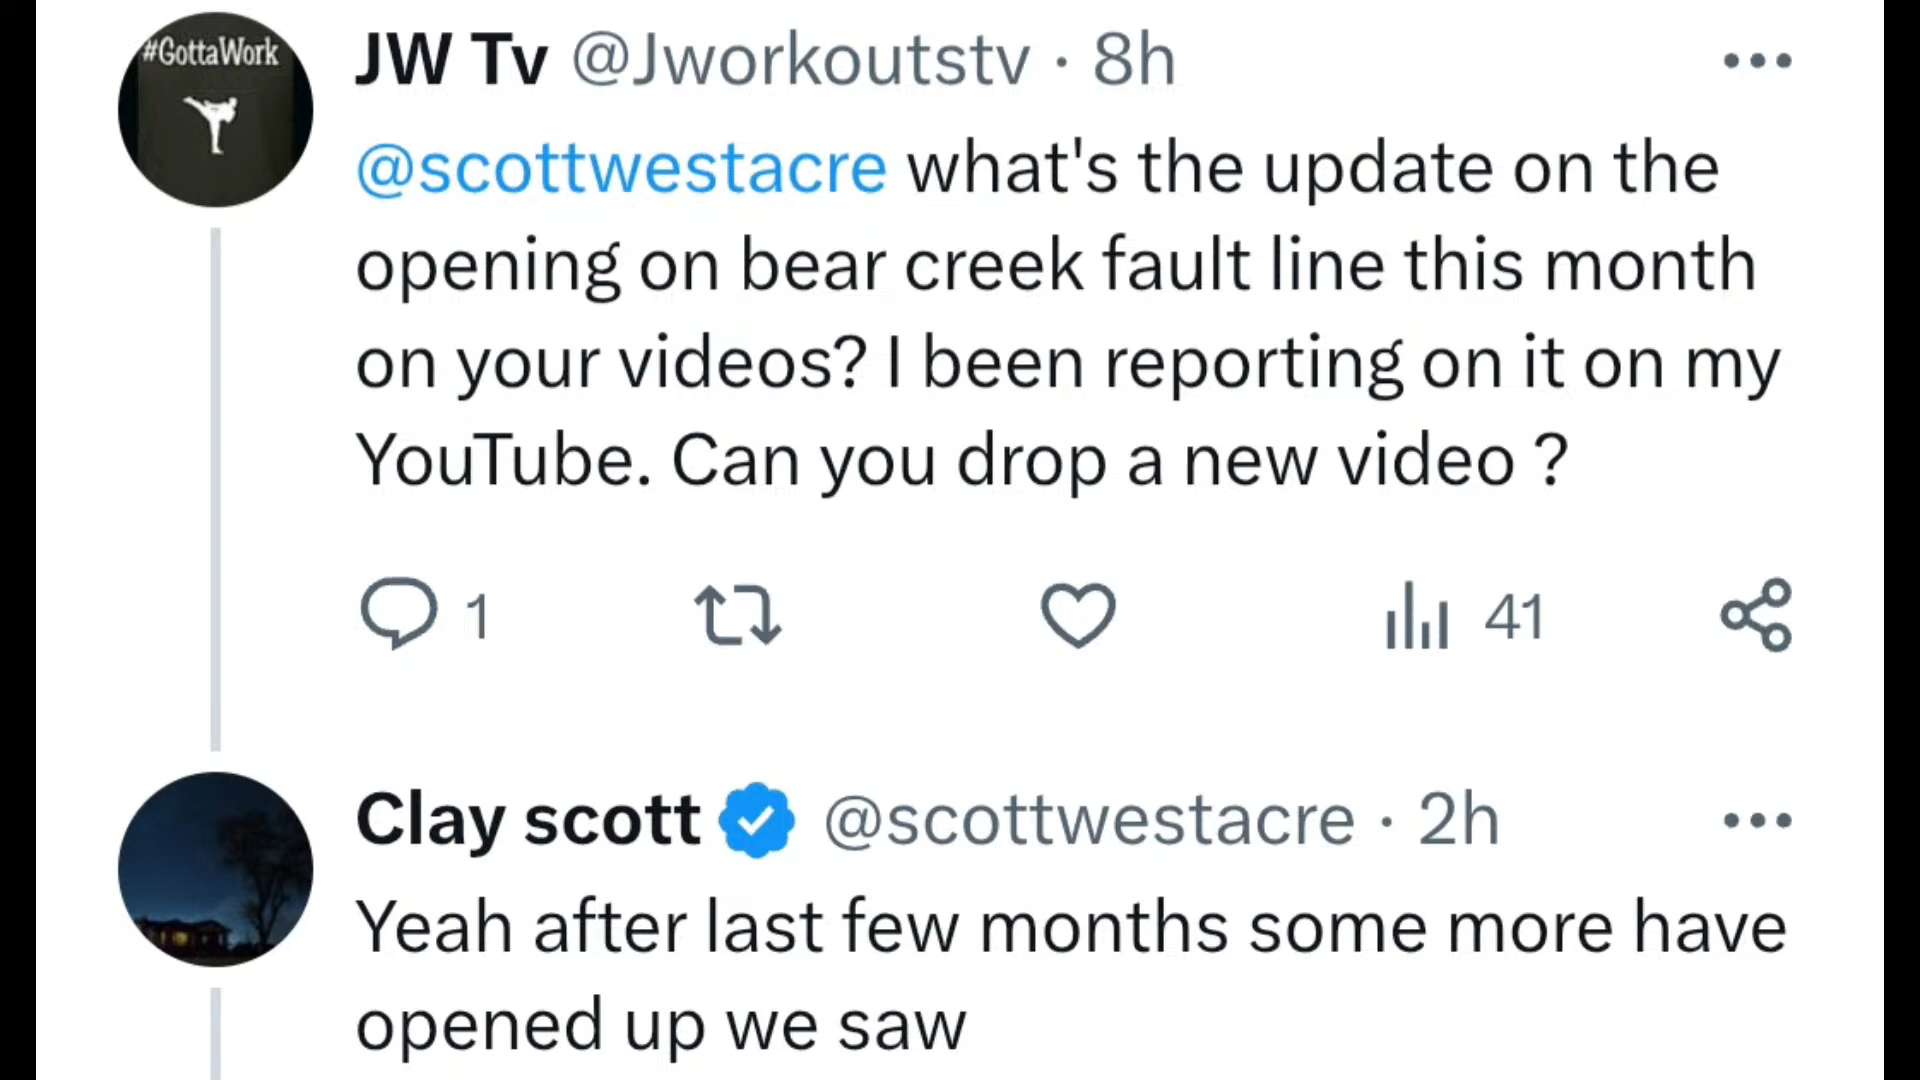 #GottaWork
JW Tv @Jworkoutstv · 8h
@scottwestacre what's the update on the
opening on bear creek fault line this month
on your videos? I been reporting on it on my
YouTube. Can you drop a new video ?
1 41
Clay scott @scottwestacre · 2h
Yeah after last few months some more have
opened up we saw